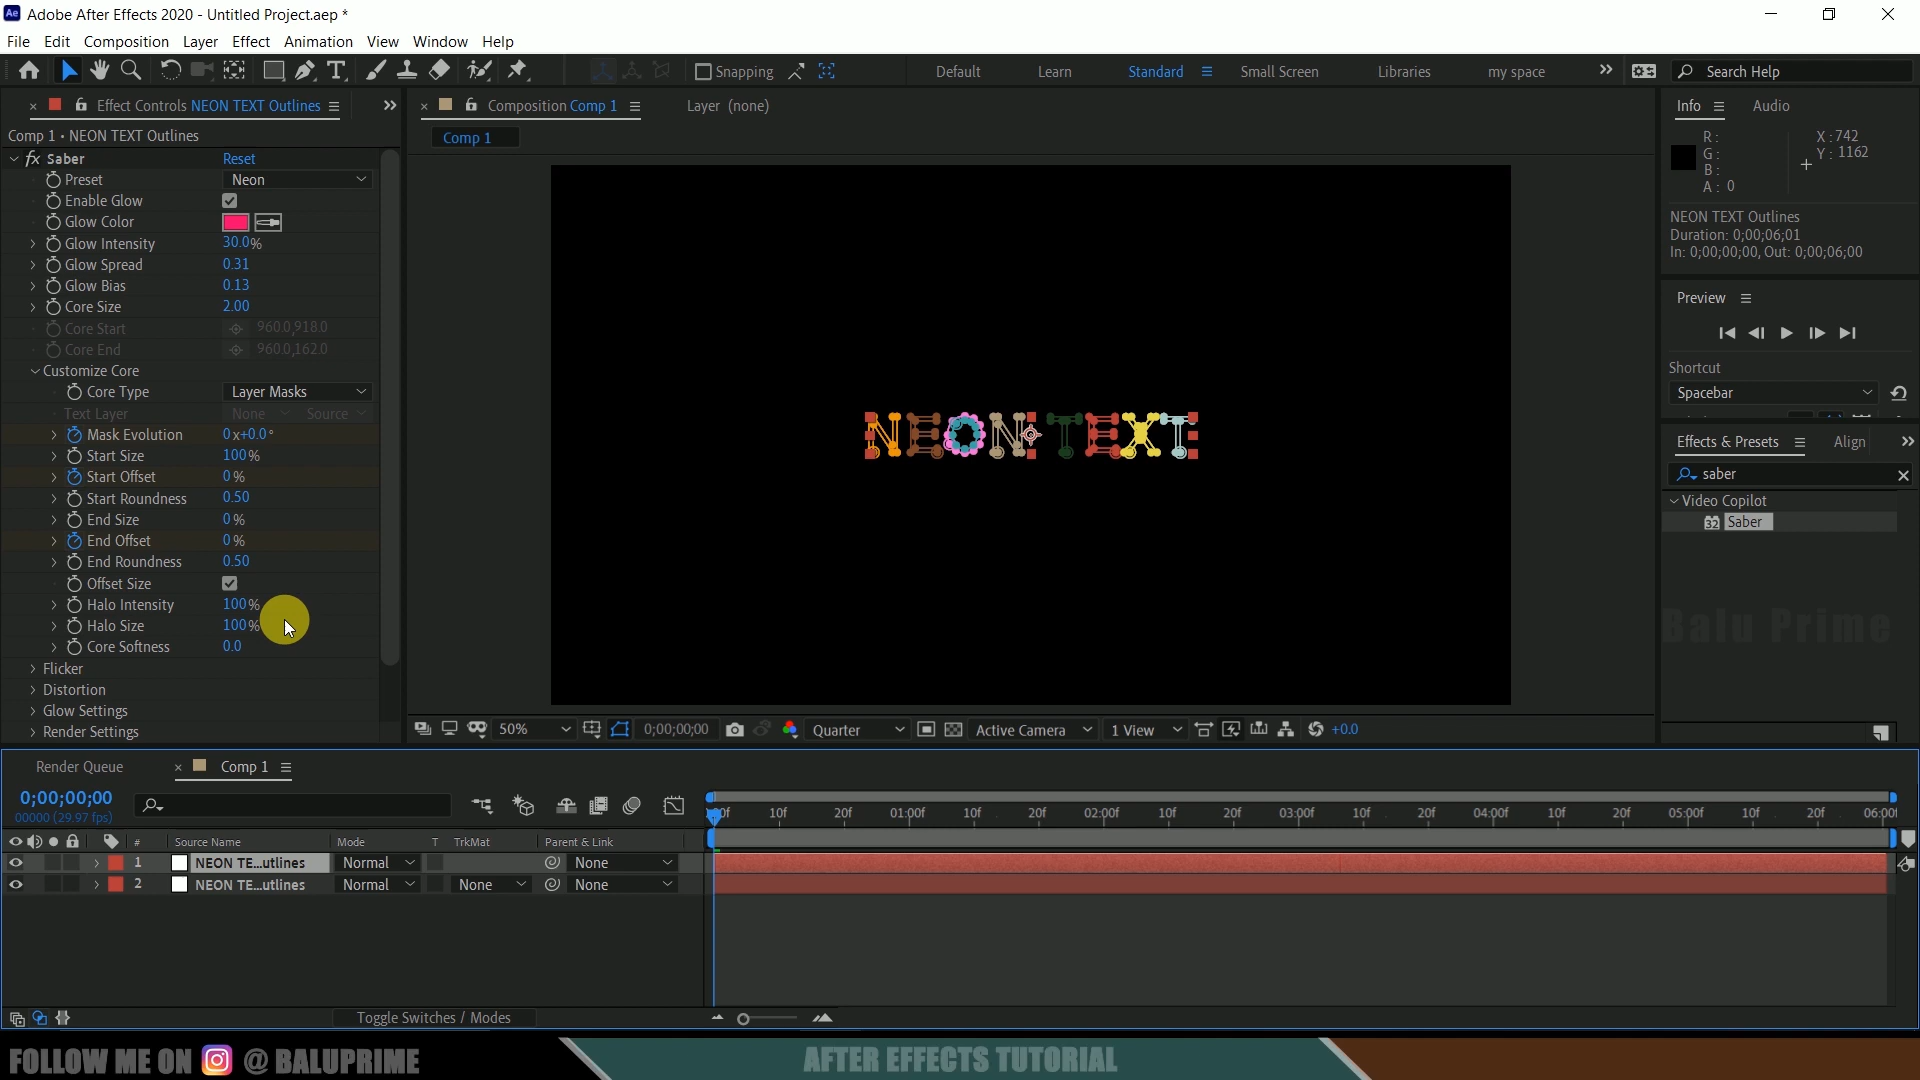 Ae Adobe After Effects 2020 - Untitled Project.aep *
File Edit Composition Layer Effect Animation View Window Help
Snapping
Default Learn Standard Small Screen Libraries my space
Search Help
Effect Controls NEON TEXT Outlines
Comp 1 • NEON TEXT Outlines
fx Saber Reset
Preset Neon
Enable Glow
Glow Color
Glow Intensity 30.0%
Glow Spread 0.31
Glow Bias 0.13
Core Size 2.00
Core Start 960.0,918.0
Core End 960.0,162.0
Customize Core
Core Type Layer Masks
Text Layer None Source
Mask Evolution 0x+0.0°
Start Size 100%
Start Offset 0%
Start Roundness 0.50
End Size 0%
End Offset 0%
End Roundness 0.50
Offset Size
Halo Intensity 100%
Halo Size 100%
Core Softness 0.0
Flicker
Distortion
Glow Settings
Render Settings
Composition Comp 1
Layer (none)
Comp 1
NEON TEXT
50% 0;00;00;00 Quarter Active Camera 1 View +0.0
Info Audio
R:
G:
B:
A: 0
X: 742
Y: 1162
NEON TEXT Outlines
Duration: 0;00;06;01
In: 0;00;00;00, Out: 0;00;06;00
Preview
Shortcut
Spacebar
Effects & Presets Align
saber
Video Copilot
32 Saber
Balu Prime
Render Queue Comp 1
0;00;00;00
00000 (29.97 fps)
10f 20f 01:00f 10f 20f 02:00f 10f 20f 03:00f 10f 20f 04:00f 10f 20f 05:00f 10f 20f 06:00f
# Source Name Mode T TrkMat Parent & Link
1 NEON TE...utlines Normal None
2 NEON TE...utlines Normal None None
Toggle Switches / Modes
FOLLOW ME ON @ BALUPRIME
AFTER EFFECTS TUTORIAL